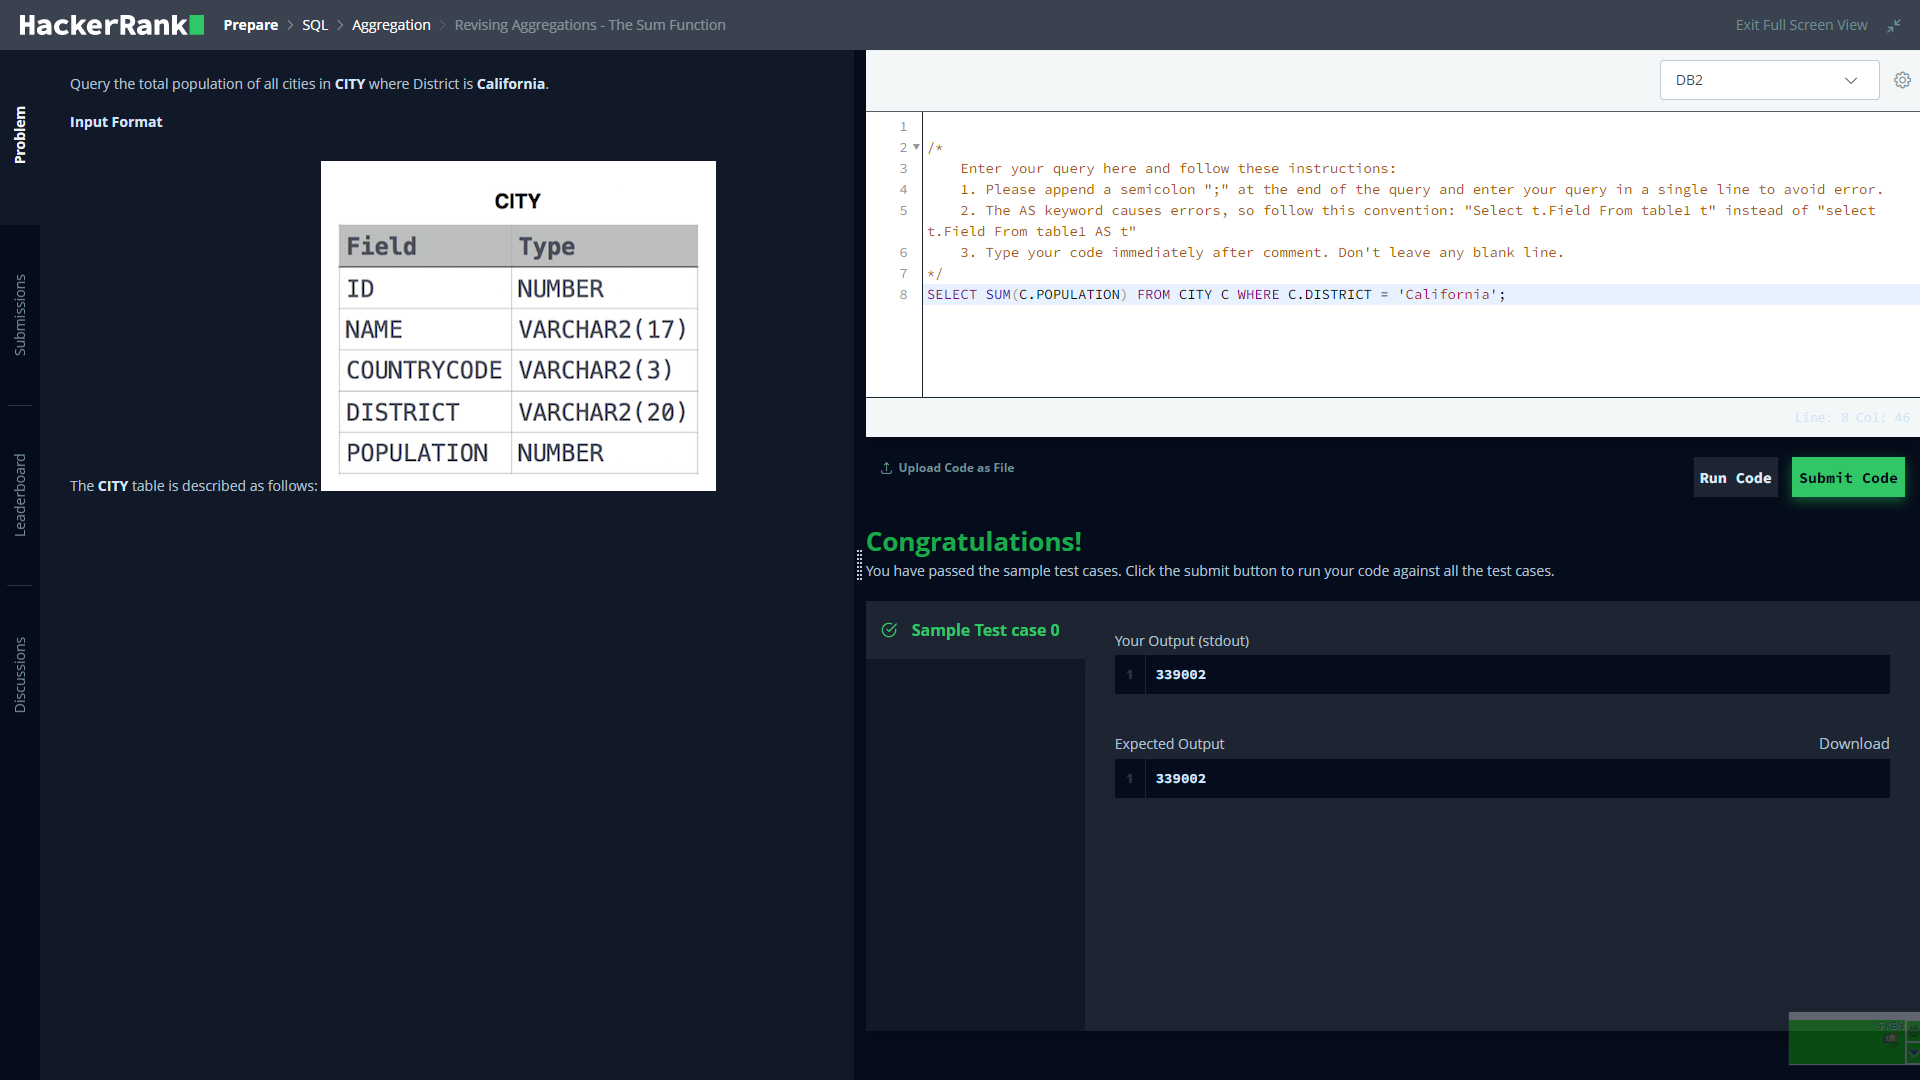 HackerRank
Prepare > SQL > Aggregation > Revising Aggregations - The Sum Function
Exit Full Screen View
Problem
Submissions
Leaderboard
Discussions
Query the total population of all cities in CITY where District is California.
Input Format
CITY
Field Type
ID NUMBER
NAME VARCHAR2(17)
COUNTRYCODE VARCHAR2(3)
DISTRICT VARCHAR2(20)
POPULATION NUMBER
The CITY table is described as follows:
DB2
1
2 /*
3 Enter your query here and follow these instructions:
4 1. Please append a semicolon ";" at the end of the query and enter your query in a single line to avoid error.
5 2. The AS keyword causes errors, so follow this convention: "Select t.Field From table1 t" instead of "select
t.Field From table1 AS t"
6 3. Type your code immediately after comment. Don't leave any blank line.
7 */
8 SELECT SUM(C.POPULATION) FROM CITY C WHERE C.DISTRICT = 'California';
Line: 8 Col: 46
Upload Code as File
Run Code
Submit Code
Congratulations!
You have passed the sample test cases. Click the submit button to run your code against all the test cases.
Sample Test case 0
Your Output (stdout)
1 339002
Expected Output
Download
1 339002